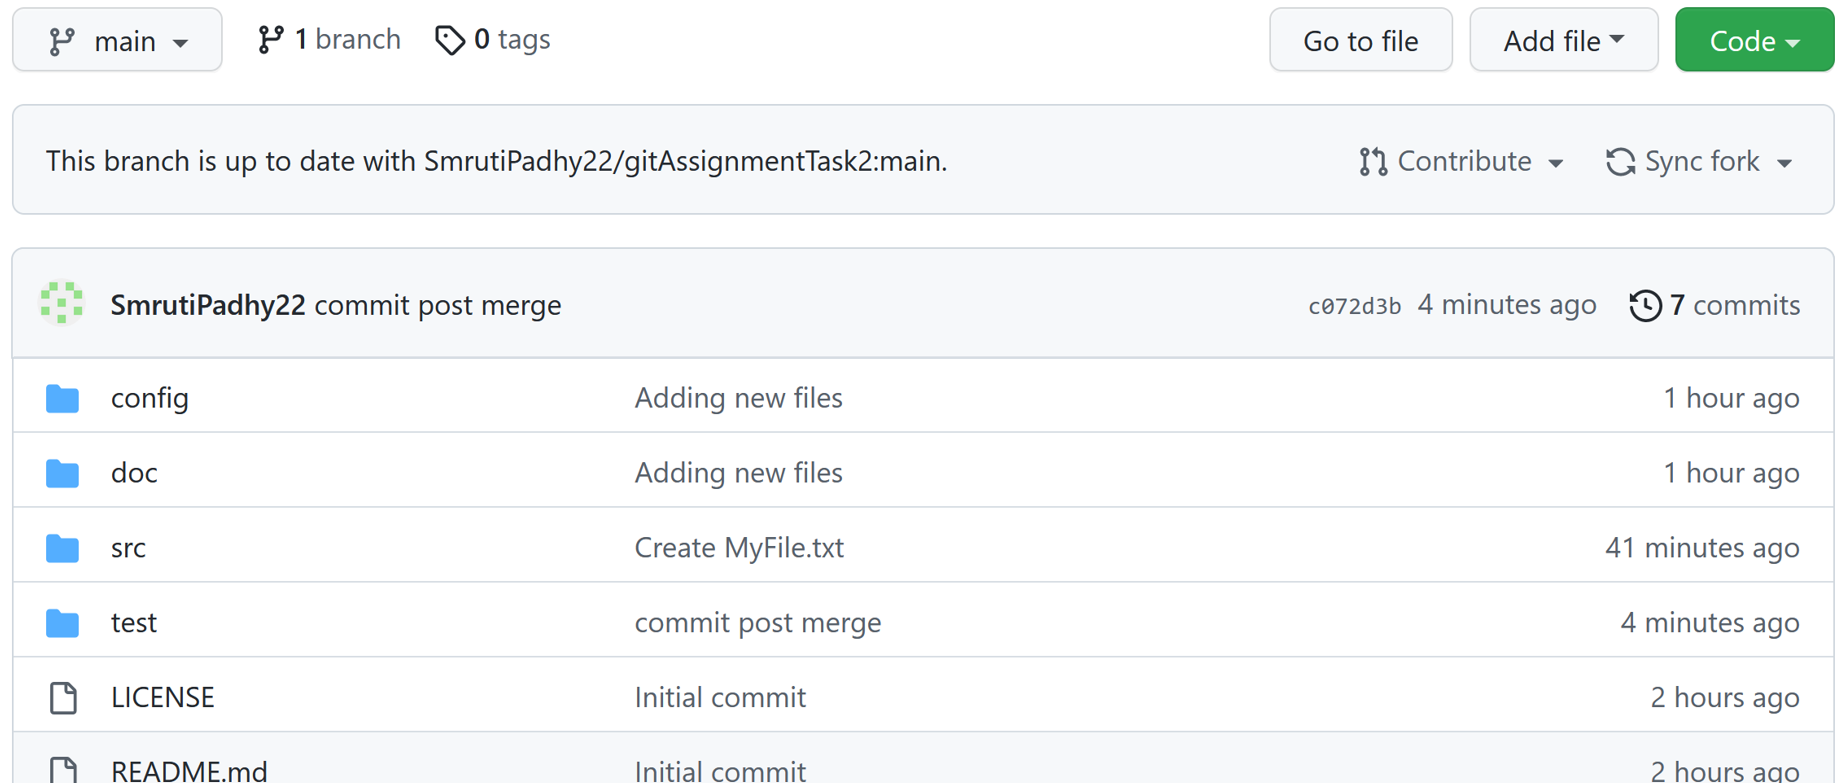 main 1 branch 0 tags Go to file Add file Code
This branch is up to date with SmrutiPadhy22/gitAssignmentTask2:main. Contribute Sync fork
SmrutiPadhy22 commit post merge c072d3b 4 minutes ago 7 commits
config Adding new files 1 hour ago
doc Adding new files 1 hour ago
src Create MyFile.txt 41 minutes ago
test commit post merge 4 minutes ago
LICENSE Initial commit 2 hours ago
README.md Initial commit 2 hours ago